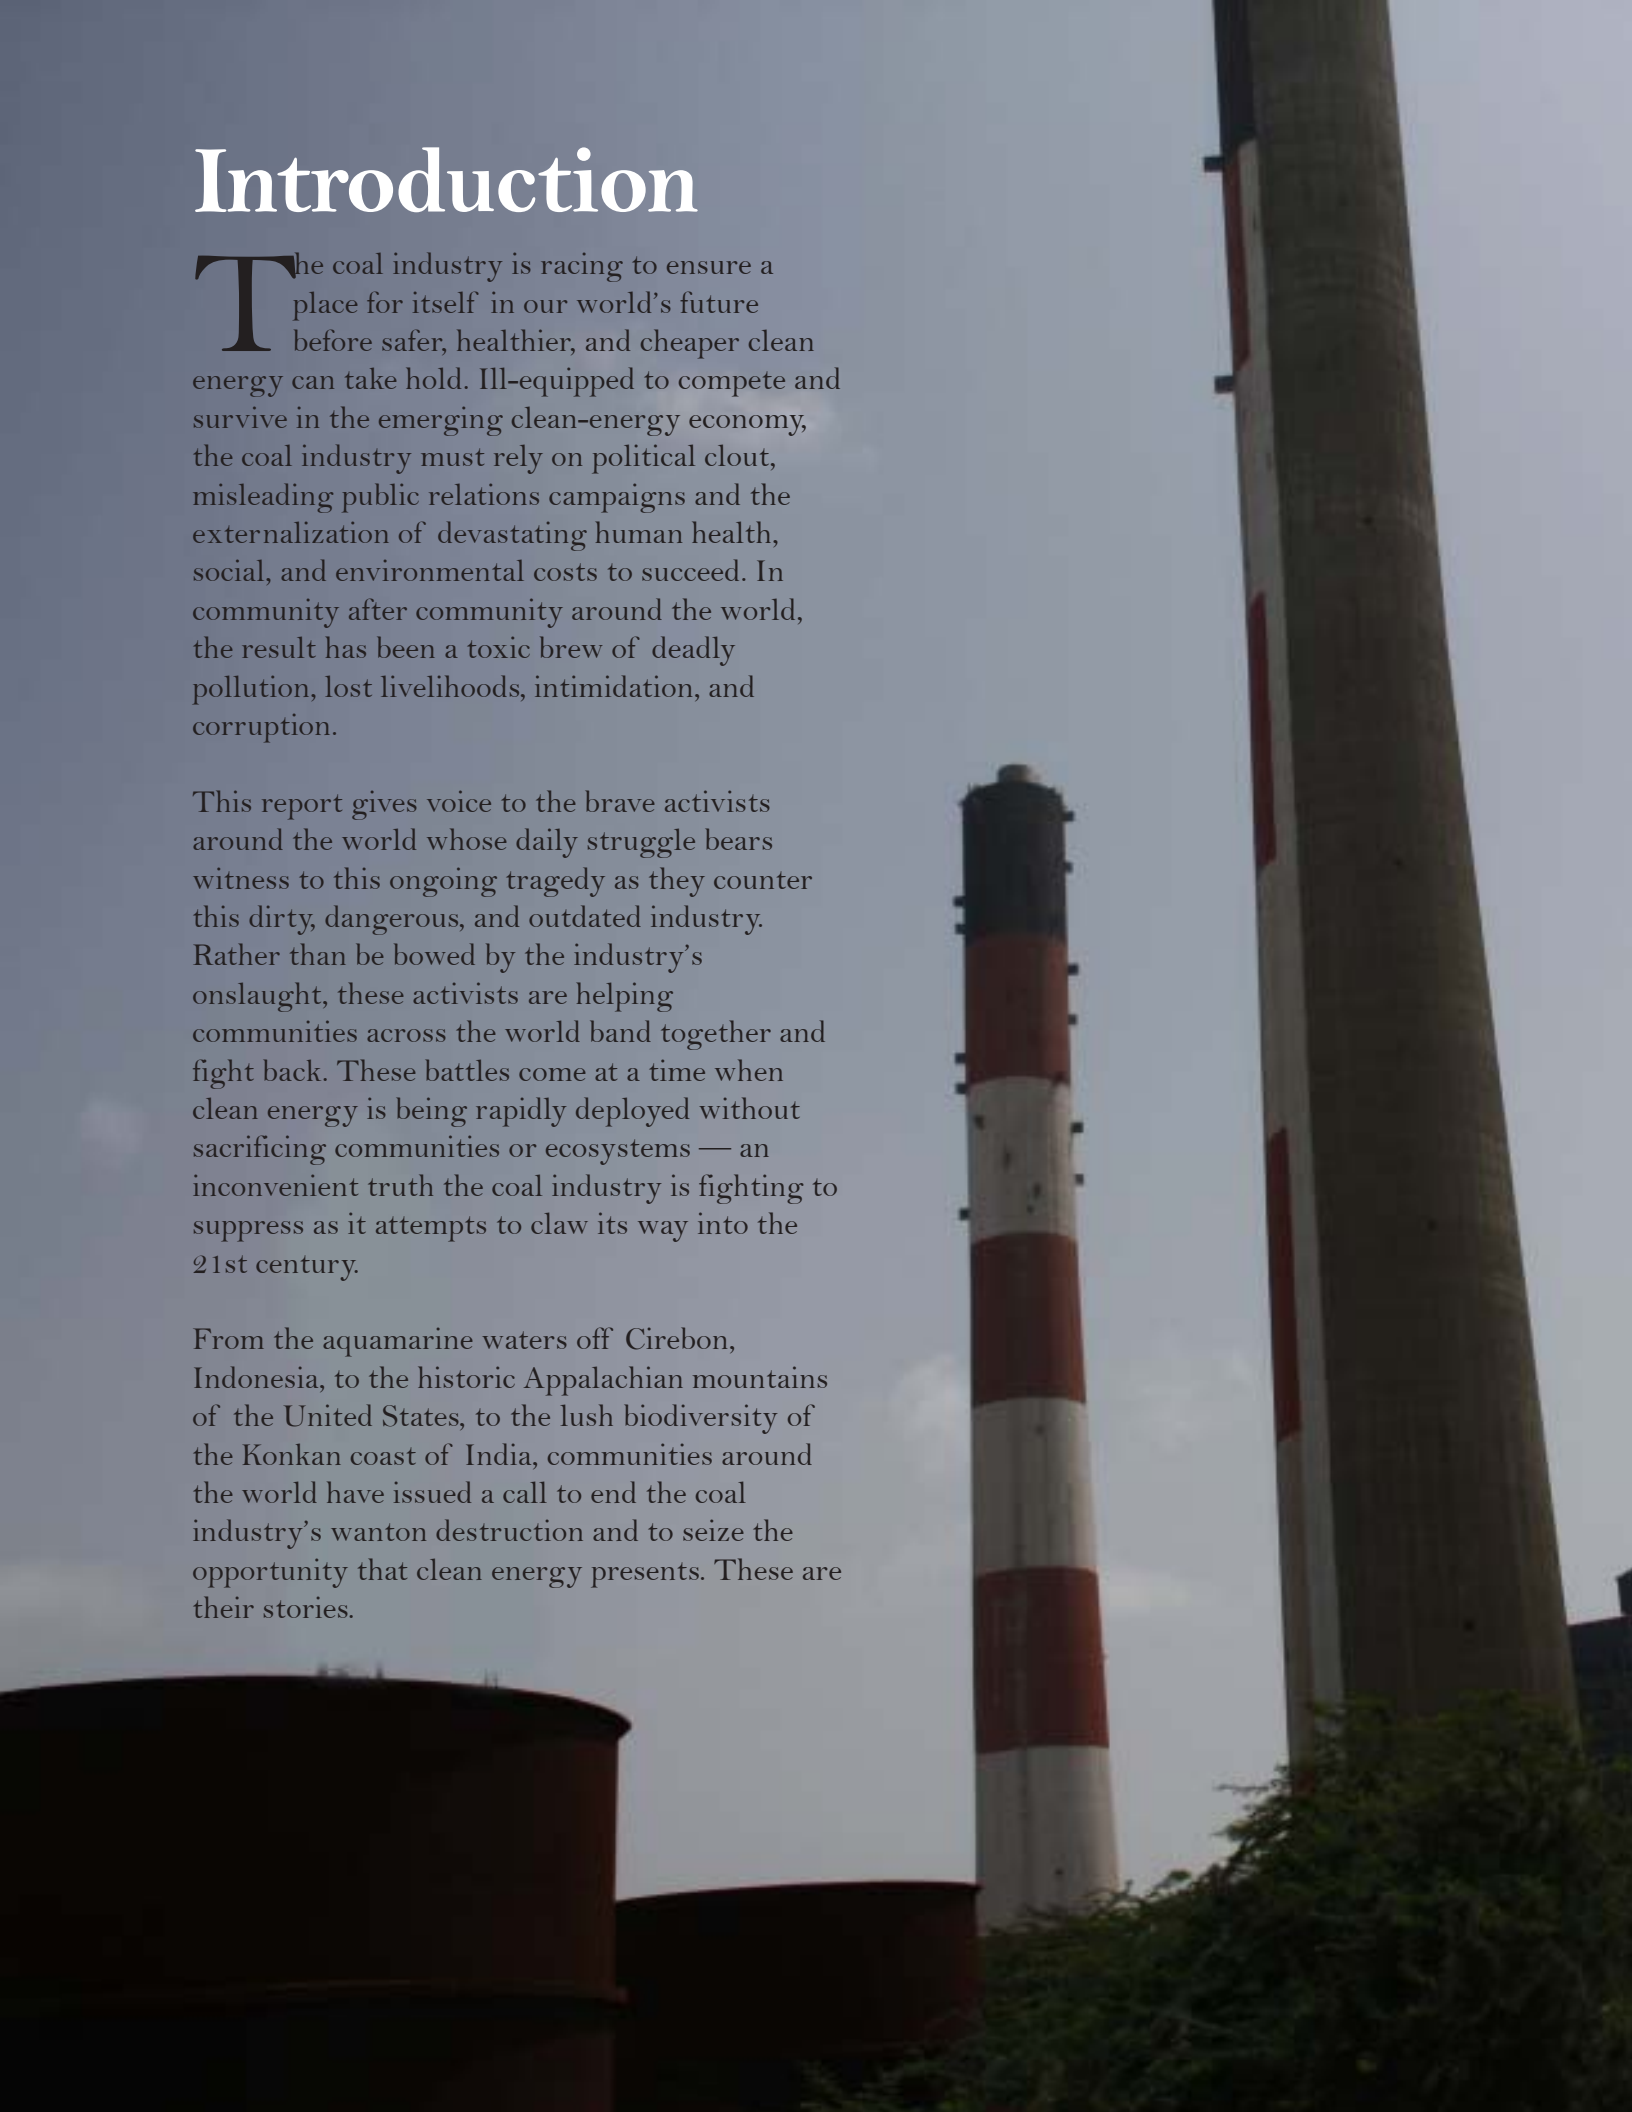 Introduction
The coal industry is racing to ensure a
place for itself in our world's future
before safer, healthier, and cheaper clean
energy can take hold. Ill-equipped to compete and
survive in the emerging clean-energy economy,
the coal industry must rely on political clout,
misleading public relations campaigns and the
externalization of devastating human health,
social, and environmental costs to succeed. In
community after community around the world,
the result has been a toxic brew of deadly
pollution, lost livelihoods, intimidation, and
corruption.
This report gives voice to the brave activists
around the world whose daily struggle bears
witness to this ongoing tragedy as they counter
this dirty, dangerous, and outdated industry.
Rather than be bowed by the industry's
onslaught, these activists are helping
communities across the world band together and
fight back. These battles come at a time when
clean energy is being rapidly deployed without
sacrificing communities or ecosystems — an
inconvenient truth the coal industry is fighting to
suppress as it attempts to claw its way into the
21st century.
From the aquamarine waters off Cirebon,
Indonesia, to the historic Appalachian mountains
of the United States, to the lush biodiversity of
the Konkan coast of India, communities around
the world have issued a call to end the coal
industry's wanton destruction and to seize the
opportunity that clean energy presents. These are
their stories.